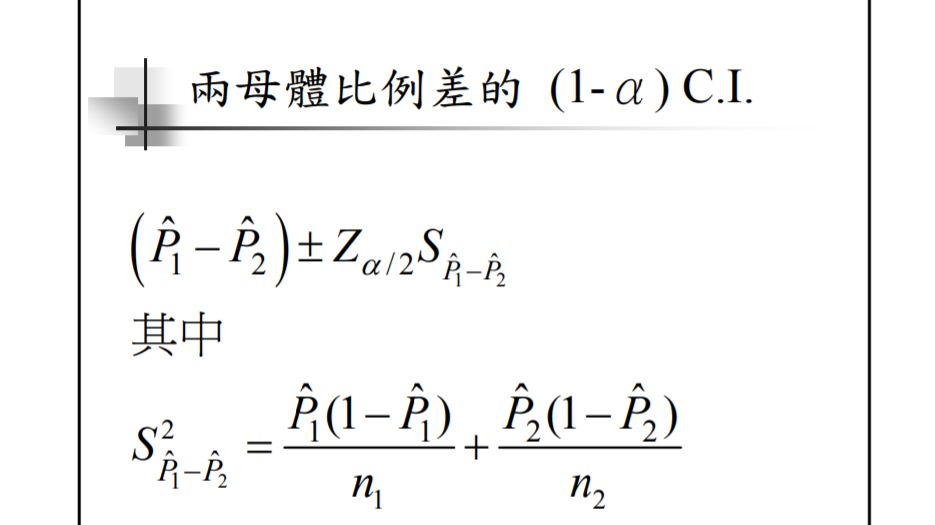 兩母體比例差的 (1-α) C.I.
(P̂₁ − P̂₂) ± Z_{α/2} S_{P̂₁−P̂₂}
其中
S²_{P̂₁−P̂₂} = P̂₁(1−P̂₁)/n₁ + P̂₂(1−P̂₂)/n₂